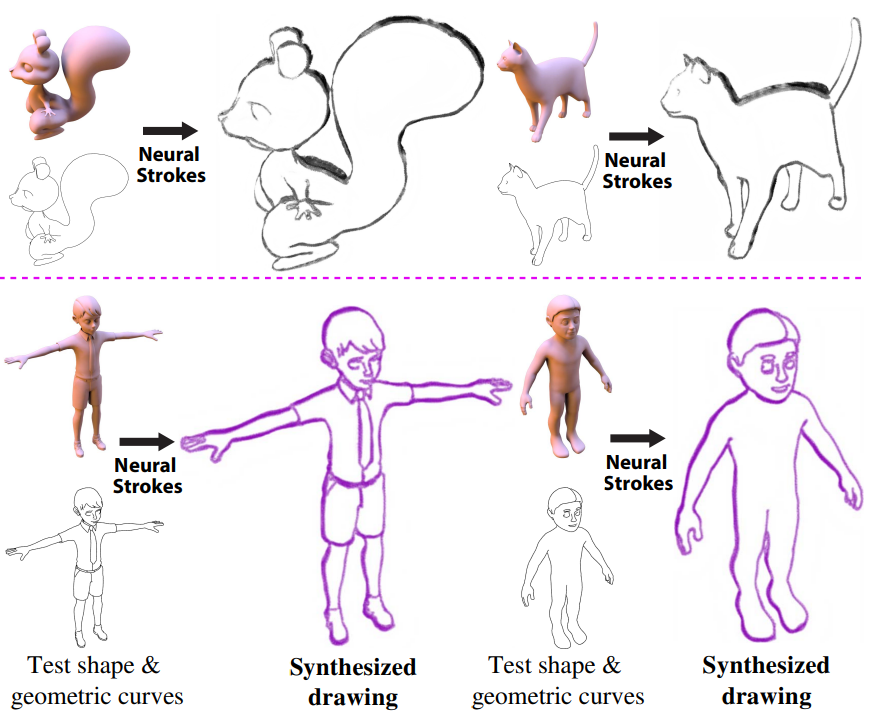 Neural
Strokes
Neural
Strokes
Neural
Strokes
Neural
Strokes
Test shape &
geometric curves
Synthesized
drawing
Test shape &
geometric curves
Synthesized
drawing